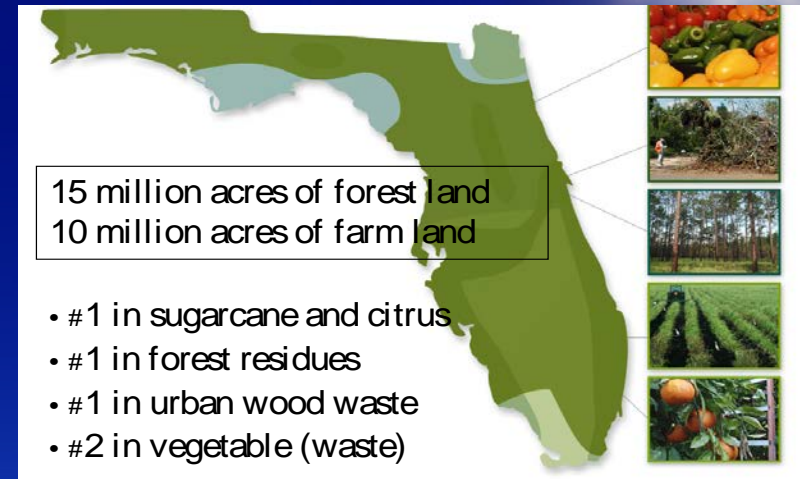 15 million acres of forest land
10 million acres of farm land
• #1 in sugarcane and citrus
• #1 in forest residues
• #1 in urban wood waste
• #2 in vegetable (waste)